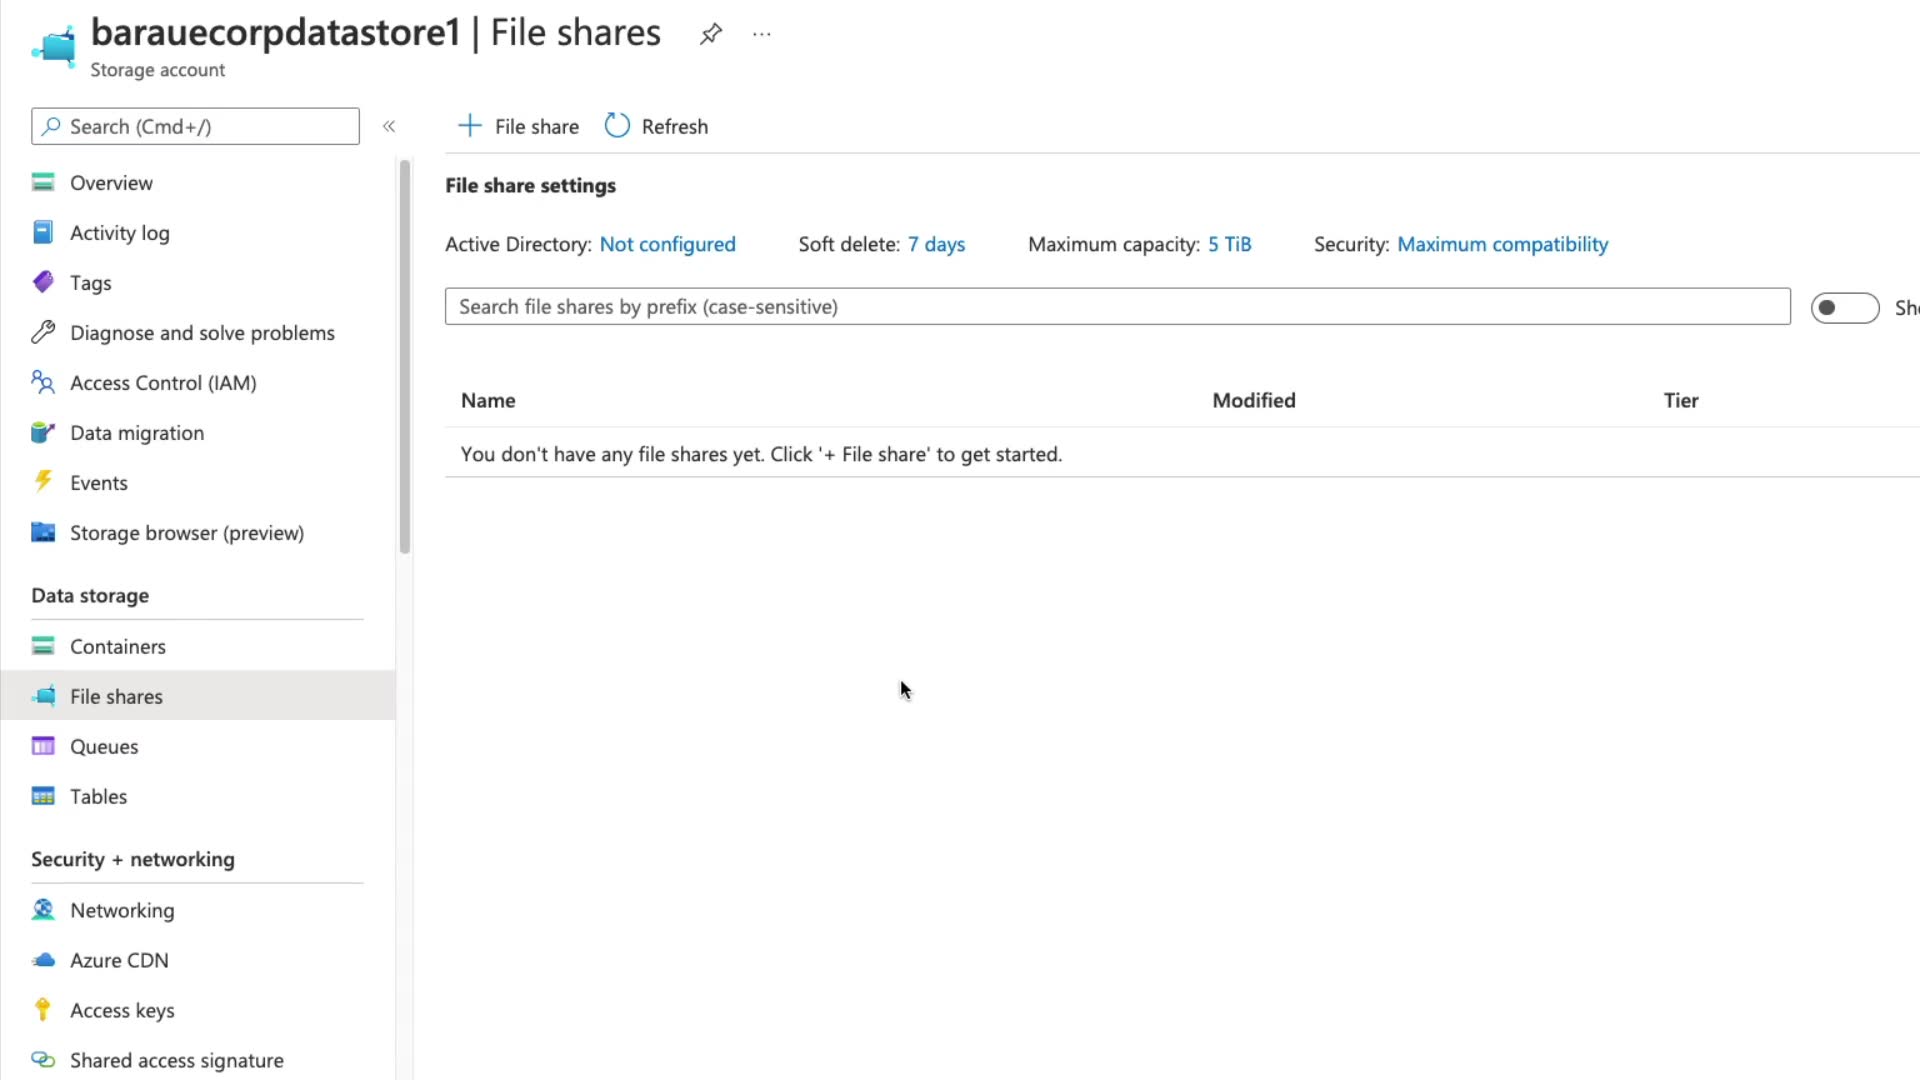 barauecorpdatastore1 | File shares
Storage account
Search (Cmd+/)
Overview
Activity log
Tags
Diagnose and solve problems
Access Control (IAM)
Data migration
Events
Storage browser (preview)
Data storage
Containers
File shares
Queues
Tables
Security + networking
Networking
Azure CDN
Access keys
Shared access signature
File share Refresh
File share settings
Active Directory: Not configured Soft delete: 7 days Maximum capacity: 5 TiB Security: Maximum compatibility
Search file shares by prefix (case-sensitive)
Name Modified Tier
You don't have any file shares yet. Click '+ File share' to get started.